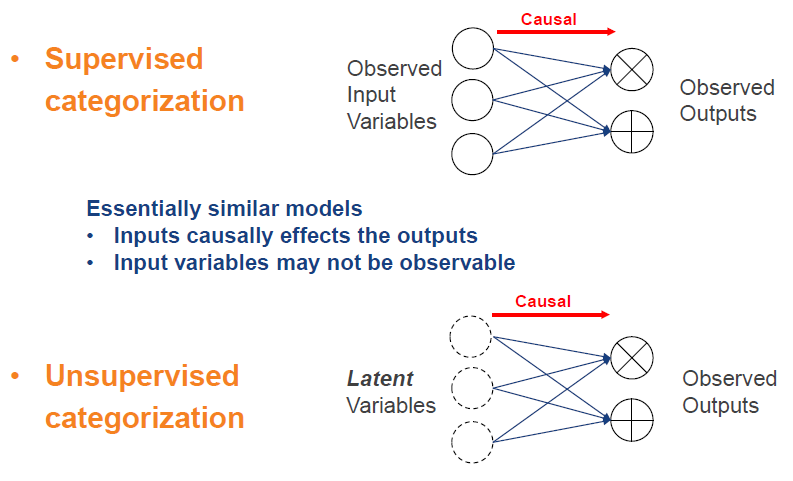 • Supervised
categorization
Causal
Observed
Input
Variables
Observed
Outputs
Essentially similar models
• Inputs causally effects the outputs
• Input variables may not be observable
• Unsupervised
categorization
Causal
Latent
Variables
Observed
Outputs